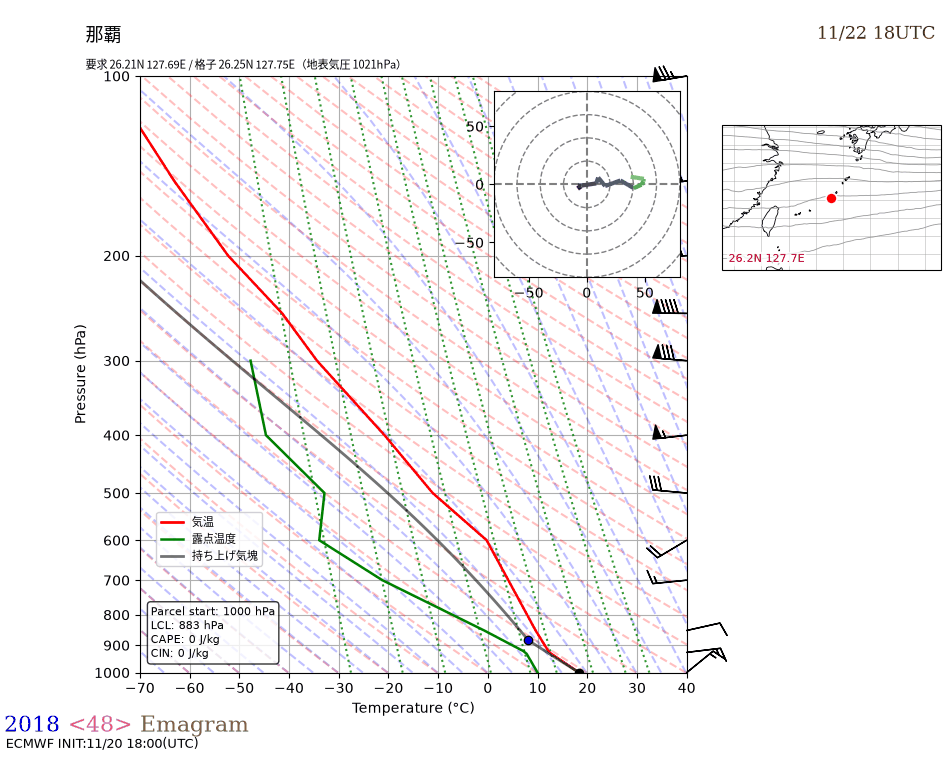 那覇
11/22 18UTC
要求 26.21N 127.69E / 格子 26.25N 127.75E（地表気圧 1021hPa）
100
200
300
400
500
600
700
800
900
1000
Pressure (hPa)
−70 −60 −50 −40 −30 −20 −10 0 10 20 30 40
Temperature (°C)
50
0
−50
−50 0 50
26.2N 127.7E
気温
露点温度
持ち上げ気塊
Parcel start: 1000 hPa
LCL: 883 hPa
CAPE: 0 J/kg
CIN: 0 J/kg
2018 <48> Emagram
ECMWF INIT:11/20 18:00(UTC)